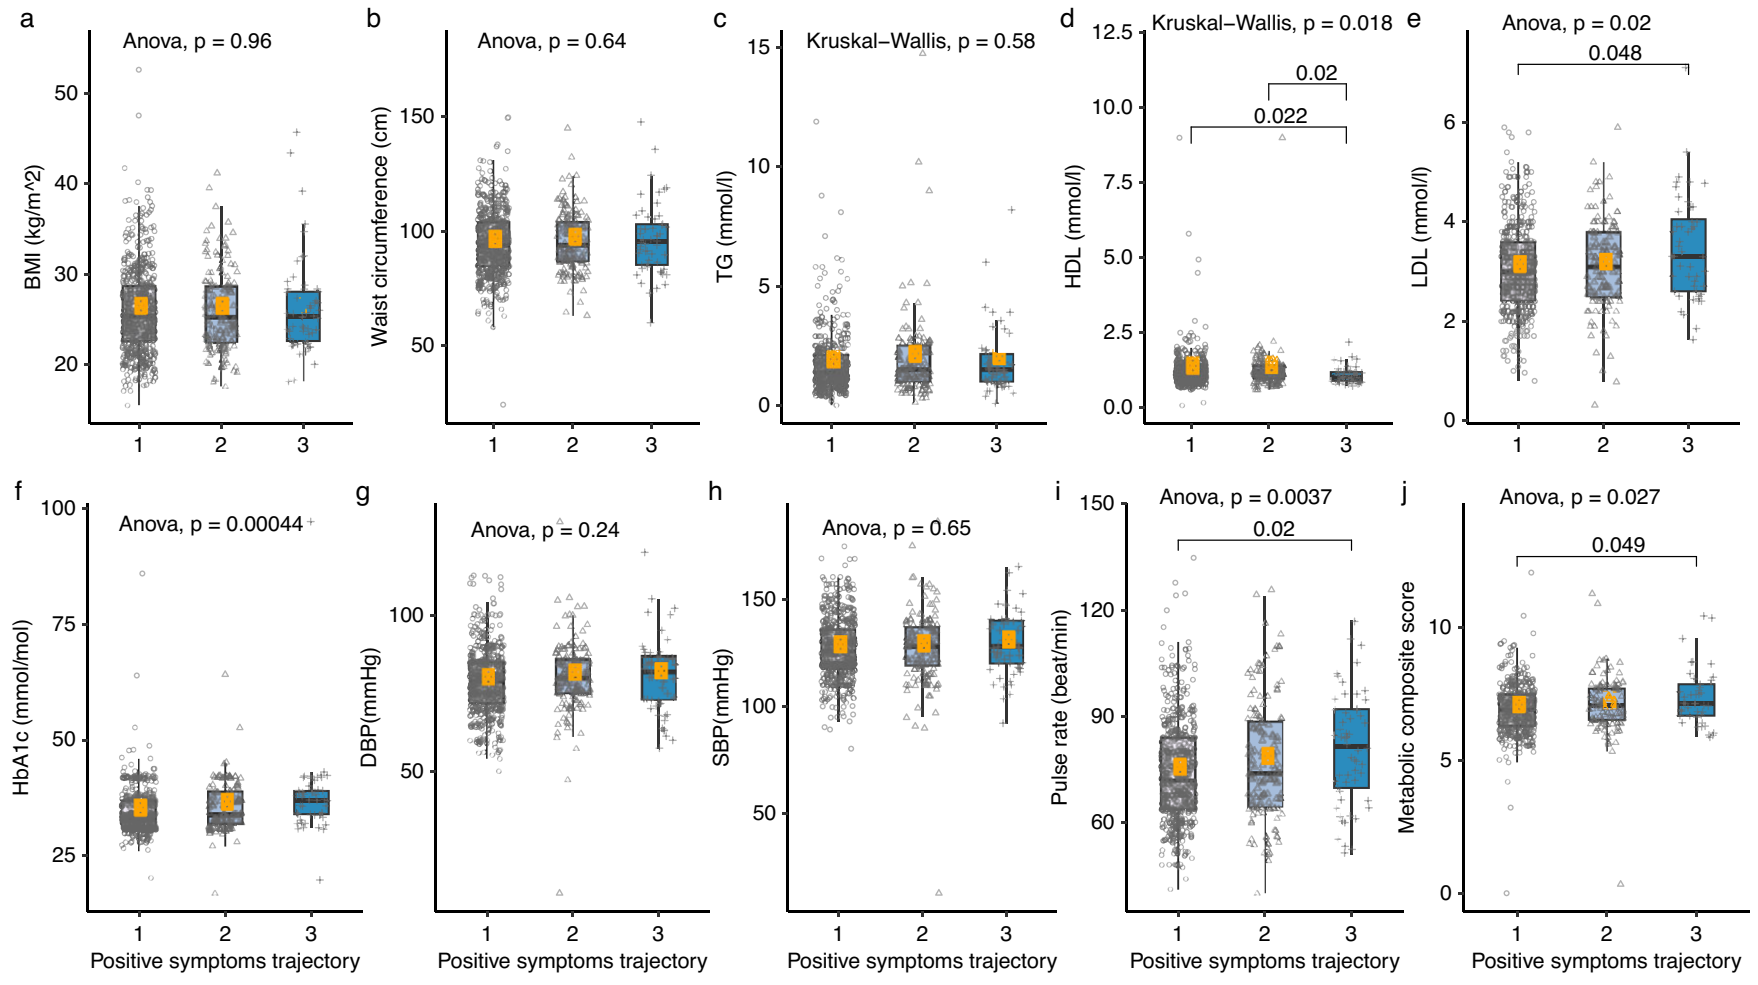 a
Anova, p = 0.96
BMI (kg/m^2)
50
40
30
20
1 2 3
b
Anova, p = 0.64
Waist circumference (cm)
150
100
50
1 2 3
c
Kruskal−Wallis, p = 0.58
TG (mmol/l)
15
10
5
0
1 2 3
d
Kruskal−Wallis, p = 0.018
0.02
0.022
HDL (mmol/l)
12.5
10.0
7.5
5.0
2.5
0.0
1 2 3
e
Anova, p = 0.02
0.048
LDL (mmol/l)
6
4
2
0
1 2 3
f
Anova, p = 0.00044
HbA1c (mmol/mol)
100
75
50
25
1 2 3
Positive symptoms trajectory
g
Anova, p = 0.24
DBP(mmHg)
100
50
1 2 3
Positive symptoms trajectory
h
Anova, p = 0.65
SBP(mmHg)
150
100
50
1 2 3
Positive symptoms trajectory
i
Anova, p = 0.0037
0.02
Pulse rate (beat/min)
150
120
90
60
1 2 3
Positive symptoms trajectory
j
Anova, p = 0.027
0.049
Metabolic composite score
10
5
0
1 2 3
Positive symptoms trajectory